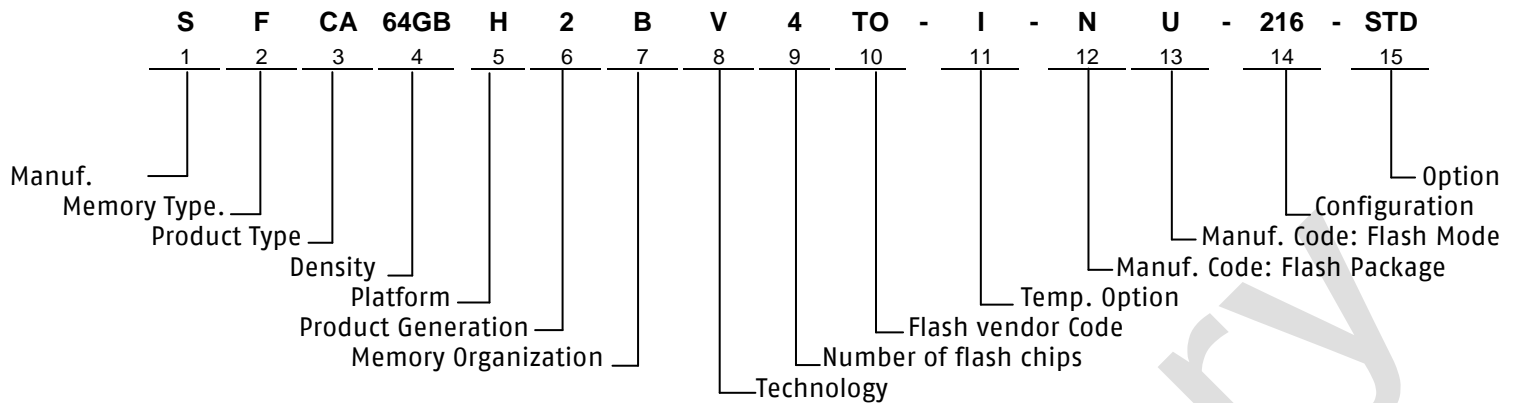 S F CA 64GB H 2 B V 4 TO - I - N U - 216 - STD
1 2 3 4 5 6 7 8 9 10 11 12 13 14 15
Manuf. Option
Memory Type. Configuration
Product Type Manuf. Code: Flash Mode
Density Manuf. Code: Flash Package
Platform Temp. Option
Product Generation Flash vendor Code
Memory Organization Number of flash chips
Technology
ry